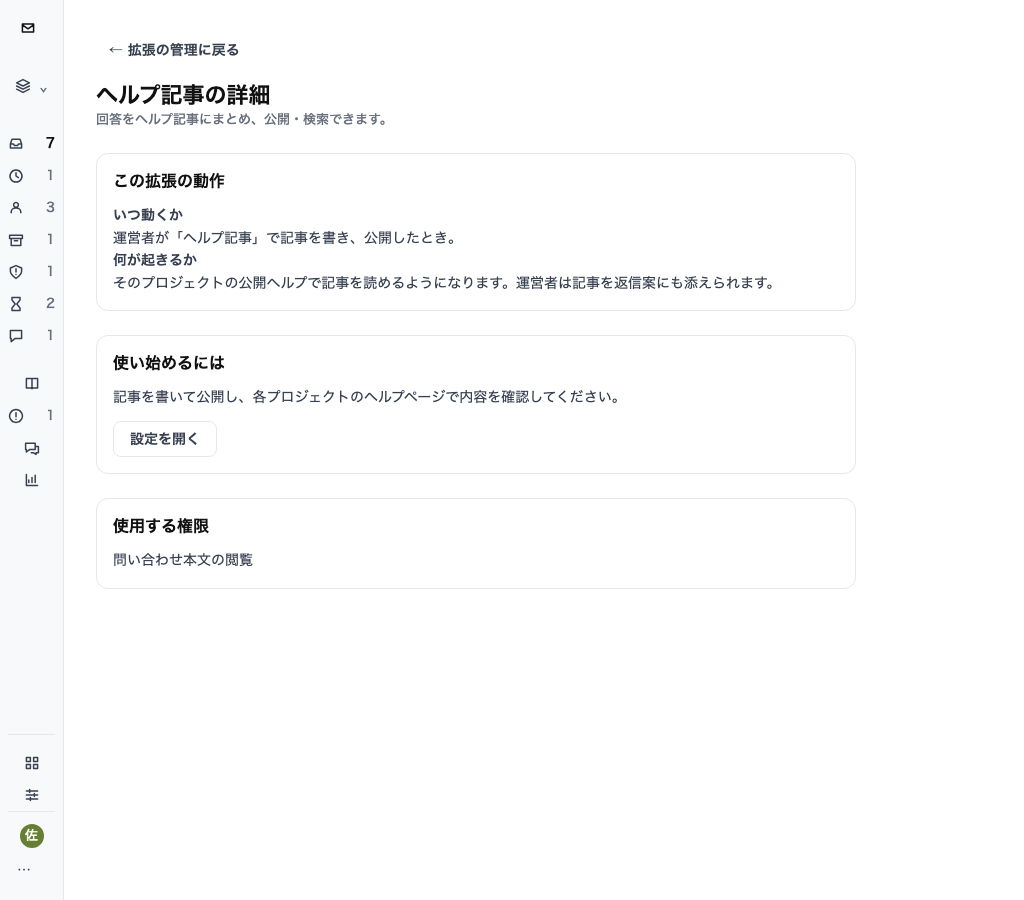 ← 拡張の管理に戻る
ヘルプ記事の詳細
回答をヘルプ記事にまとめ、公開・検索できます。
この拡張の動作
いつ動くか
運営者が「ヘルプ記事」で記事を書き、公開したとき。
何が起きるか
そのプロジェクトの公開ヘルプで記事を読めるようになります。運営者は記事を返信案にも添えられます。
使い始めるには
記事を書いて公開し、各プロジェクトのヘルプページで内容を確認してください。
設定を開く
使用する権限
問い合わせ本文の閲覧
7
1
3
1
1
2
1
1
佐